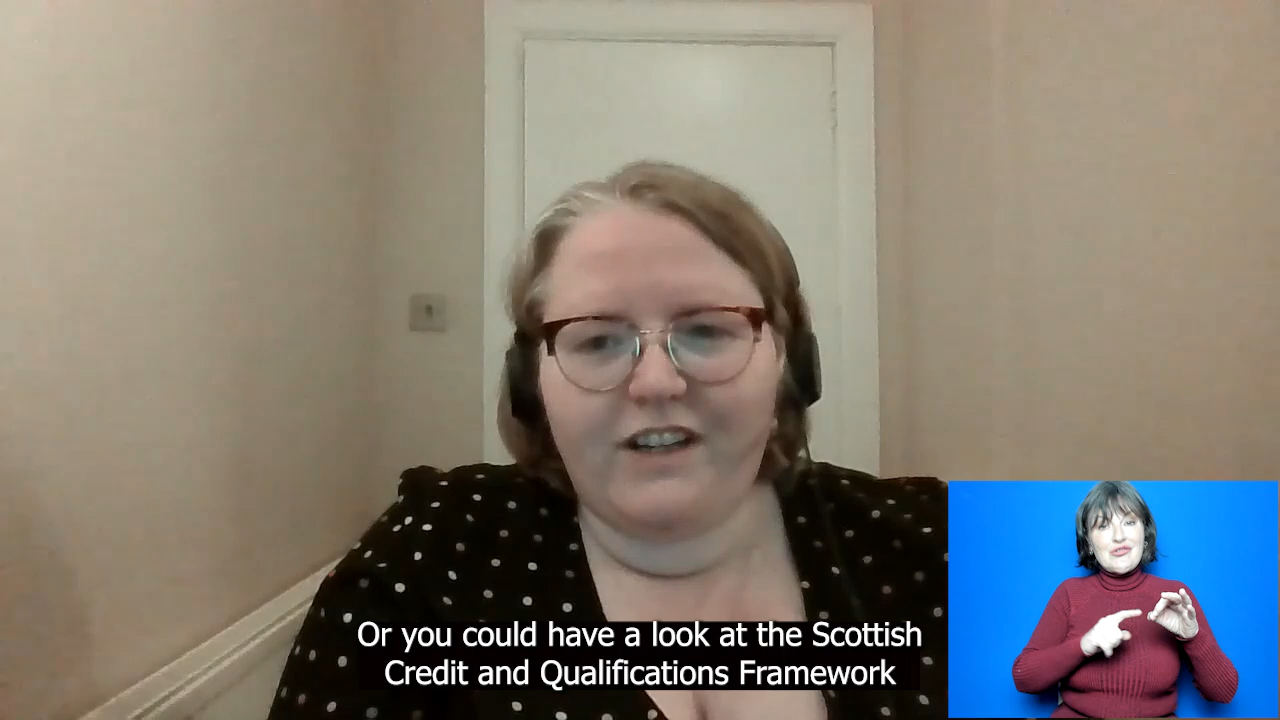 Or you could have a look at the Scottish
Credit and Qualifications Framework